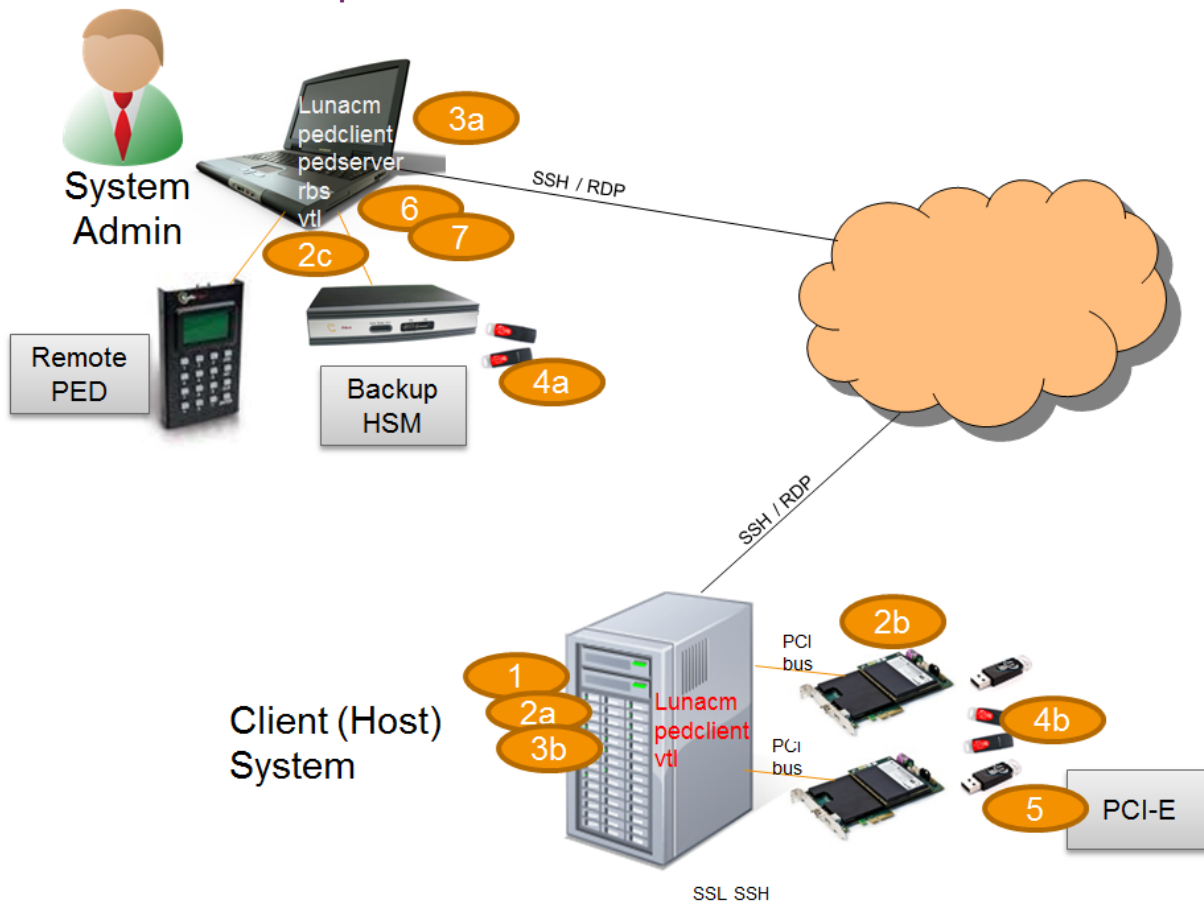 Lunacm
pedclient
pedserver
rbs
vtl
3a
System
Admin
6
7
2c
SSH / RDP
Remote
PED
Backup
HSM
4a
SSH / RDP
Client (Host)
System
1
2a
3b
Lunacm
pedclient
vtl
PCI
bus
2b
4b
PCI
bus
5
PCI-E
SSL SSH